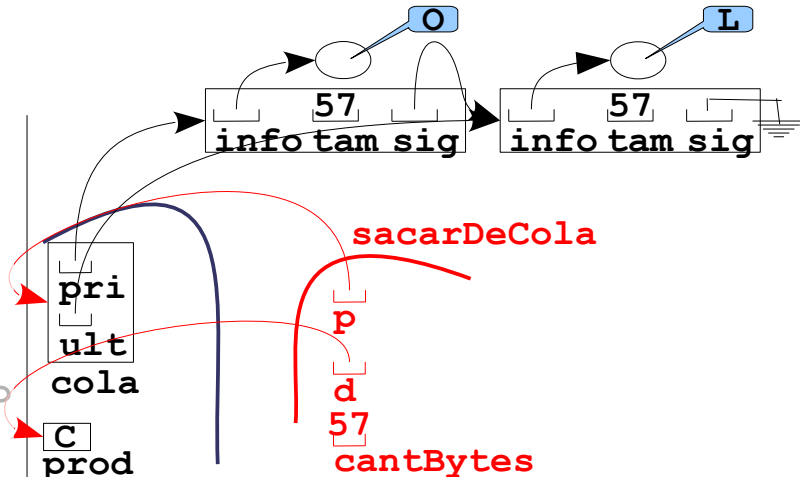 O
L
57
57
info tam sig
info tam sig
sacarDeCola
pri
p
ult
cola
d
57
C
prod
cantBytes